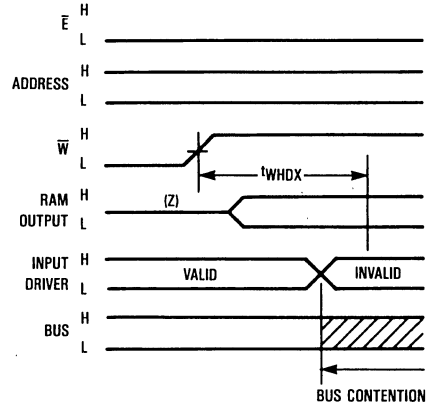 E̅ H
L
ADDRESS H
L
W̅ H
L
tWHDX
RAM OUTPUT H
(Z)
L
INPUT DRIVER H
VALID INVALID
L
BUS H
L
BUS CONTENTION